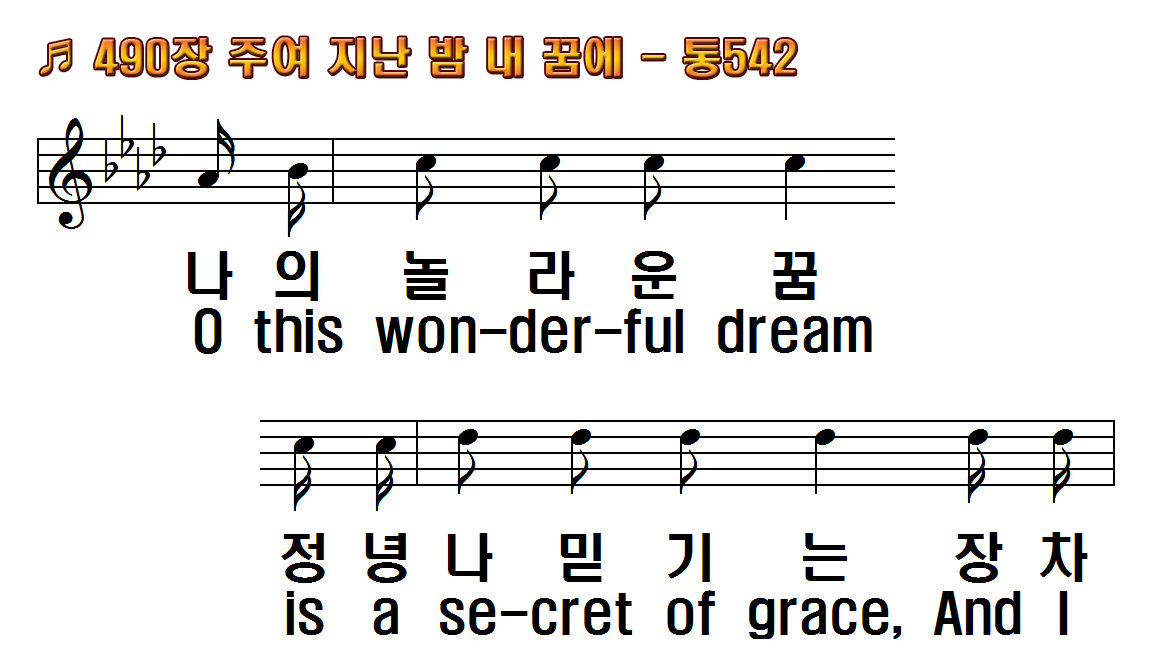 ♬ 490장 주여 지난 밤 내 꿈에 - 통542
나 의 놀 라 운 꿈
O this won-der-ful dream
정 녕 나 믿 기 는 장 차
is a se-cret of grace, And I